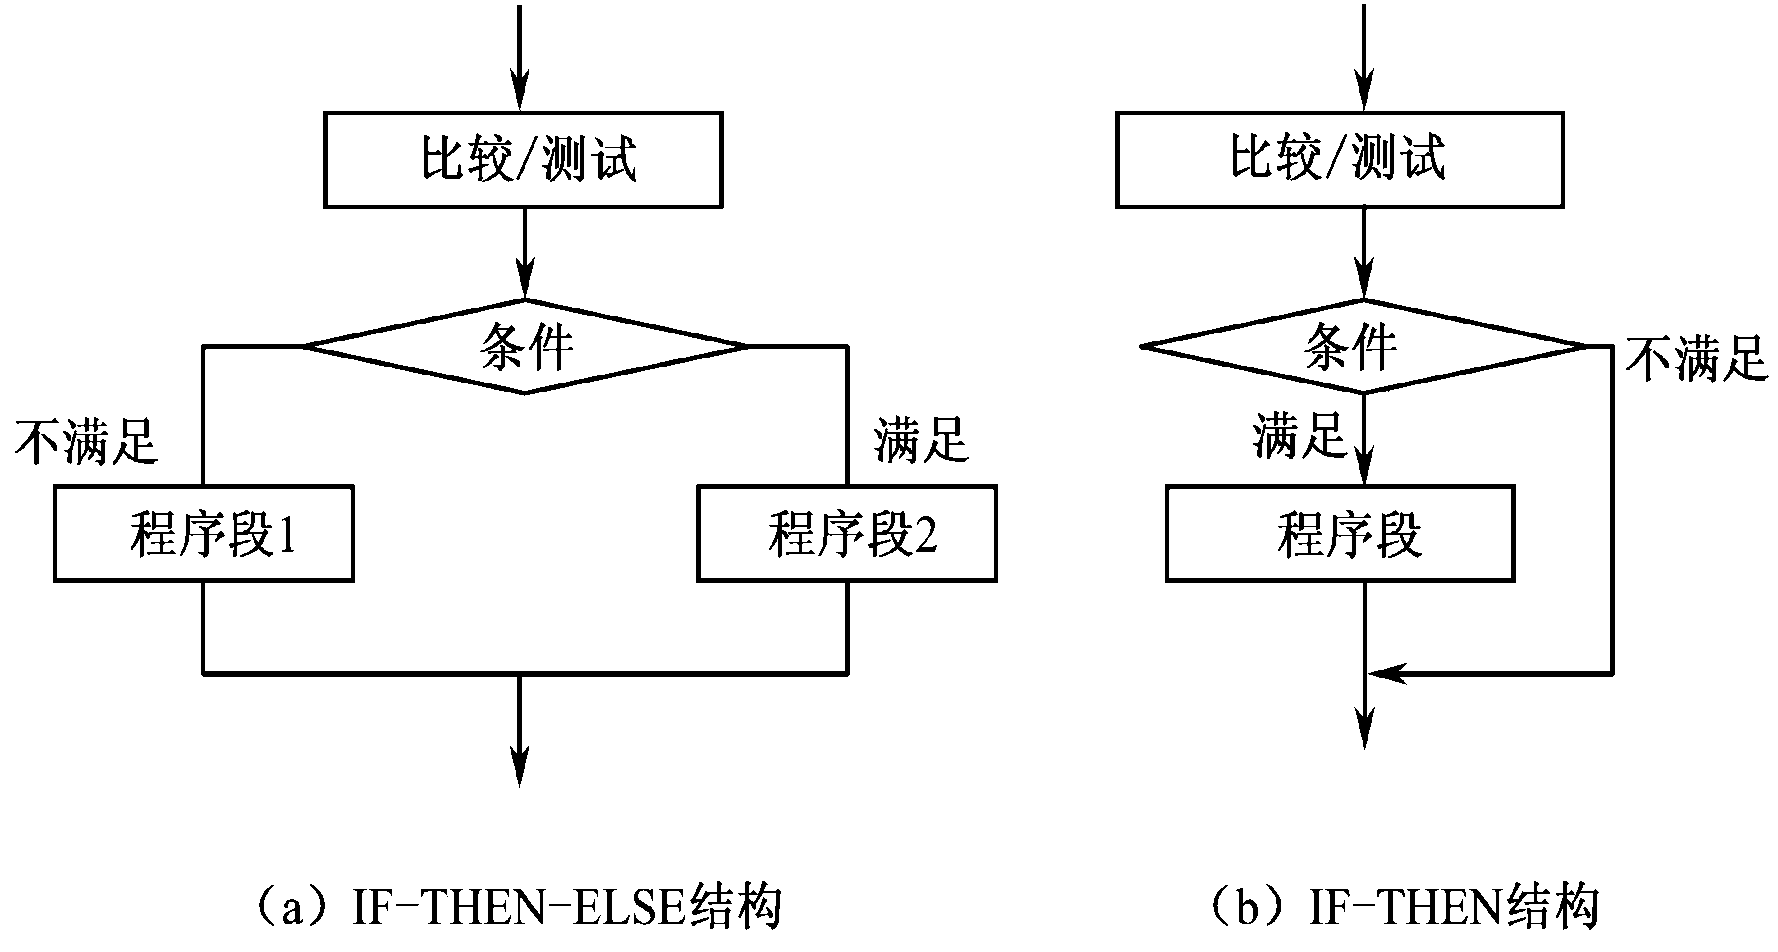 比较/测试
条件
不满足
满足
程序段1
程序段2
(a)IF-THEN-ELSE结构
比较/测试
条件
不满足
满足
程序段
(b)IF-THEN结构